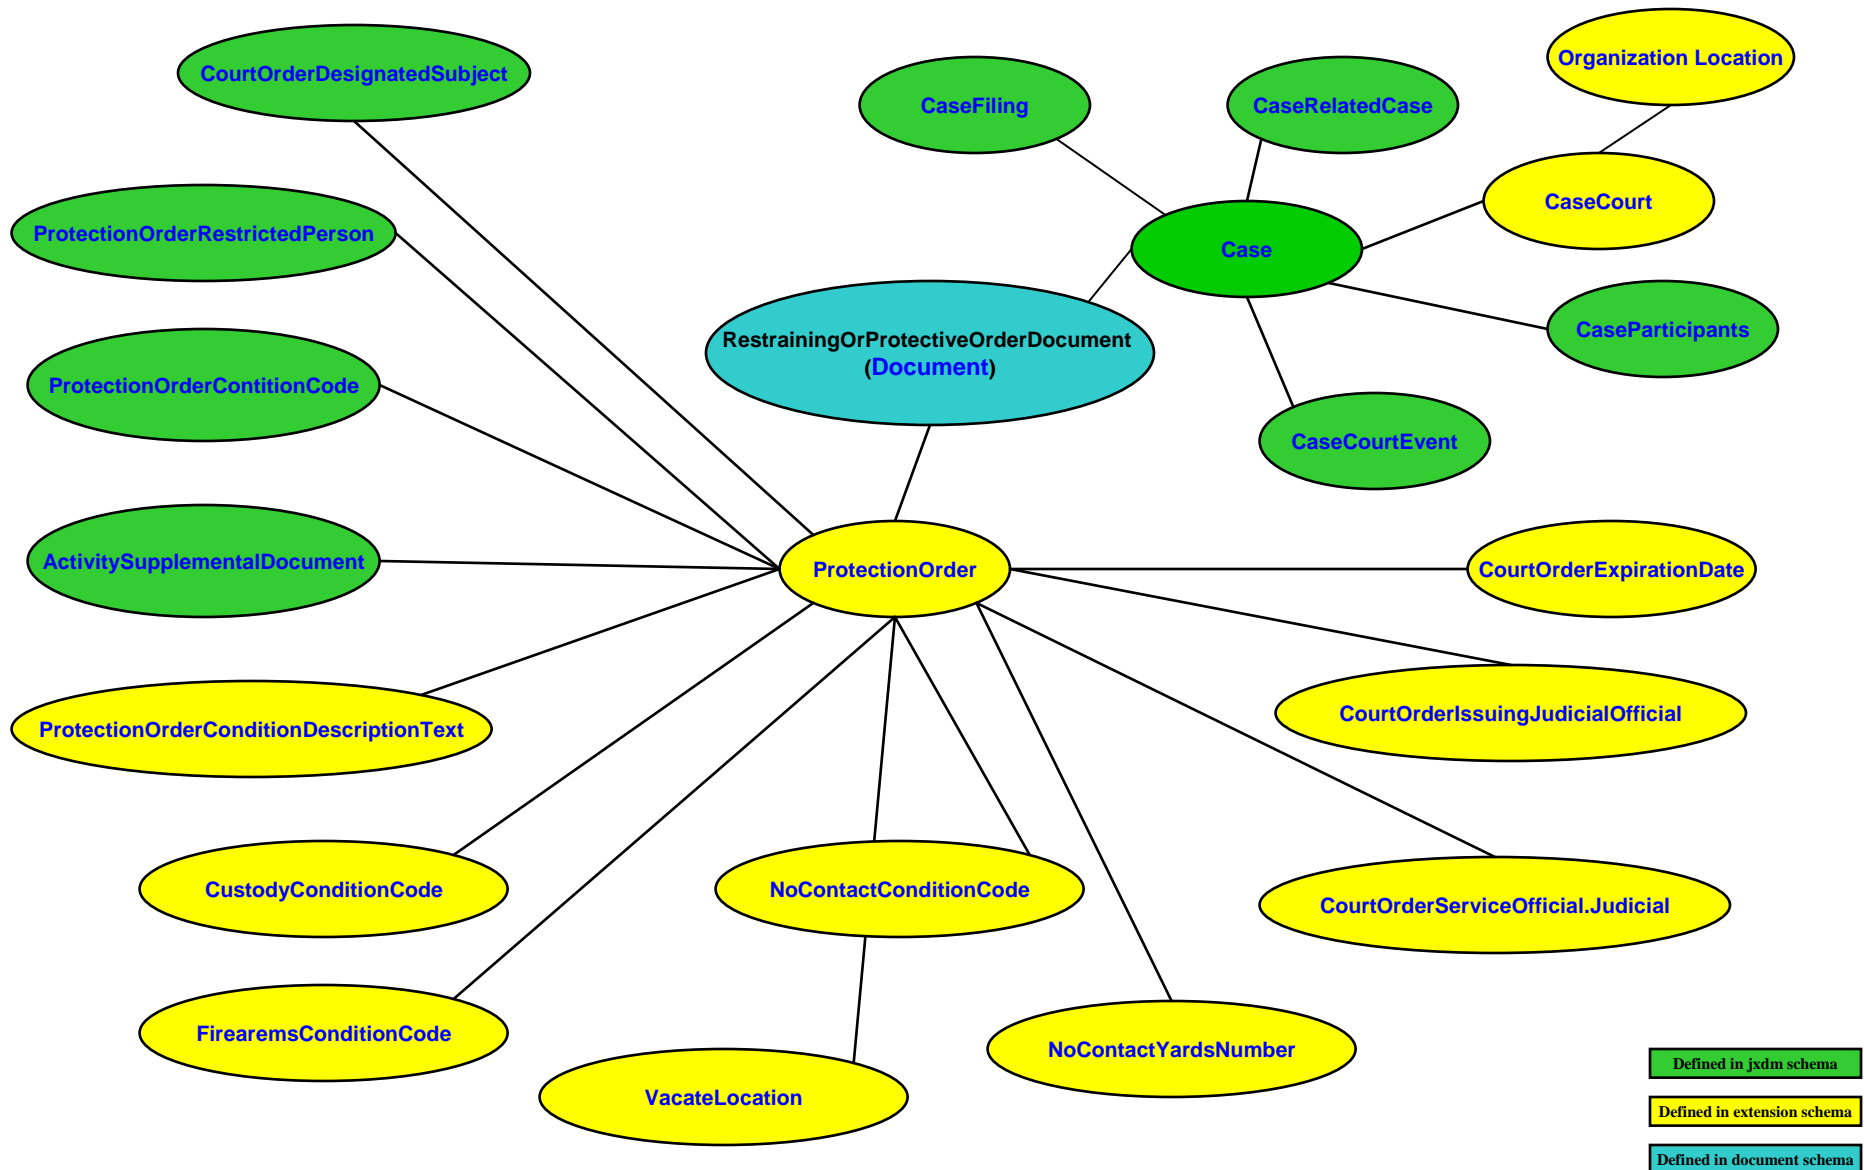 Organization Location
CourtOrderDesignatedSubject
CaseFiling
CaseRelatedCase
CaseCourt
ProtectionOrderRestrictedPerson
Case
CaseParticipants
RestrainingOrProtectiveOrderDocument
(Document)
ProtectionOrderContitionCode
CaseCourtEvent
ActivitySupplementalDocument
ProtectionOrder
CourtOrderExpirationDate
ProtectionOrderConditionDescriptionText
CourtOrderIssuingJudicialOfficial
CustodyConditionCode
NoContactConditionCode
CourtOrderServiceOfficial.Judicial
FirearemsConditionCode
NoContactYardsNumber
VacateLocation
Defined in jxdm schema
Defined in extension schema
Defined in document schema